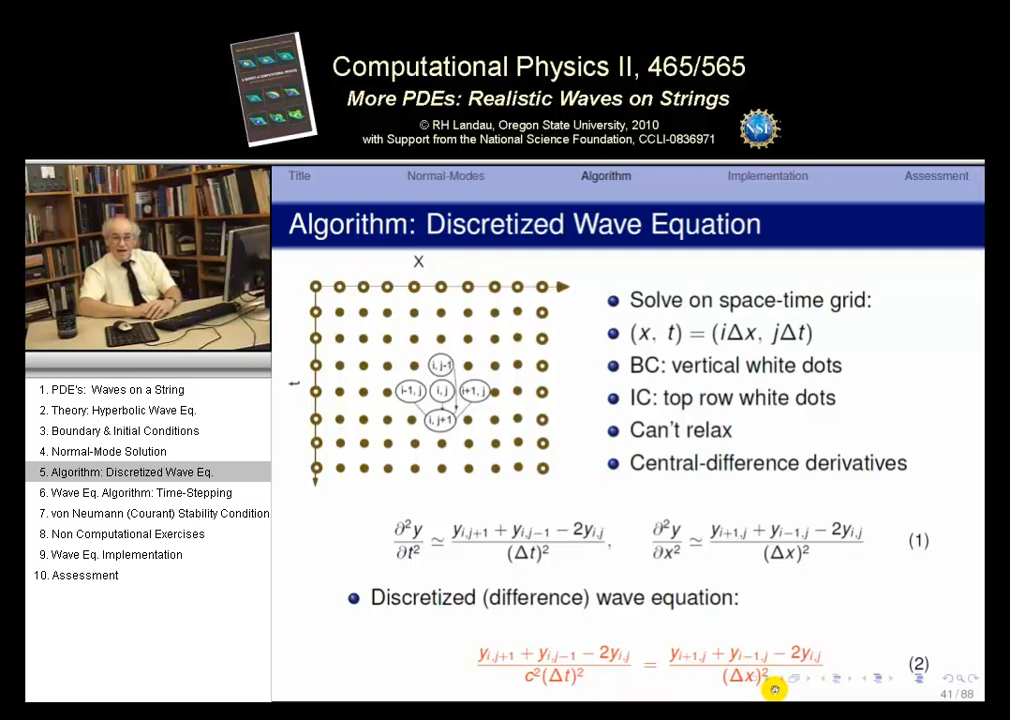 Computational Physics II, 465/565
More PDEs: Realistic Waves on Strings
© RH Landau, Oregon State University, 2010
with Support from the National Science Foundation, CCLI-0836971
NSF
Title Normal-Modes Algorithm Implementation Assessment
Algorithm: Discretized Wave Equation
1. PDE's: Waves on a String
2. Theory: Hyperbolic Wave Eq.
3. Boundary & Initial Conditions
4. Normal-Mode Solution
5. Algorithm: Discretized Wave Eq.
6. Wave Eq. Algorithm: Time-Stepping
7. von Neumann (Courant) Stability Condition
8. Non Computational Exercises
9. Wave Eq. Implementation
10. Assessment
X
t
i, j-1
i-1, j i, j i+1, j
i, j+1
Solve on space-time grid:
(x, t) = (iΔx, jΔt)
BC: vertical white dots
IC: top row white dots
Can't relax
Central-difference derivatives
∂²y/∂t² ≃ (y_{i,j+1} + y_{i,j−1} − 2y_{i,j})/(Δt)², ∂²y/∂x² ≃ (y_{i+1,j} + y_{i−1,j} − 2y_{i,j})/(Δx)² (1)
Discretized (difference) wave equation:
(y_{i,j+1} + y_{i,j−1} − 2y_{i,j})/c²(Δt)² = (y_{i+1,j} + y_{i−1,j} − 2y_{i,j})/(Δx)² (2)
41 / 88